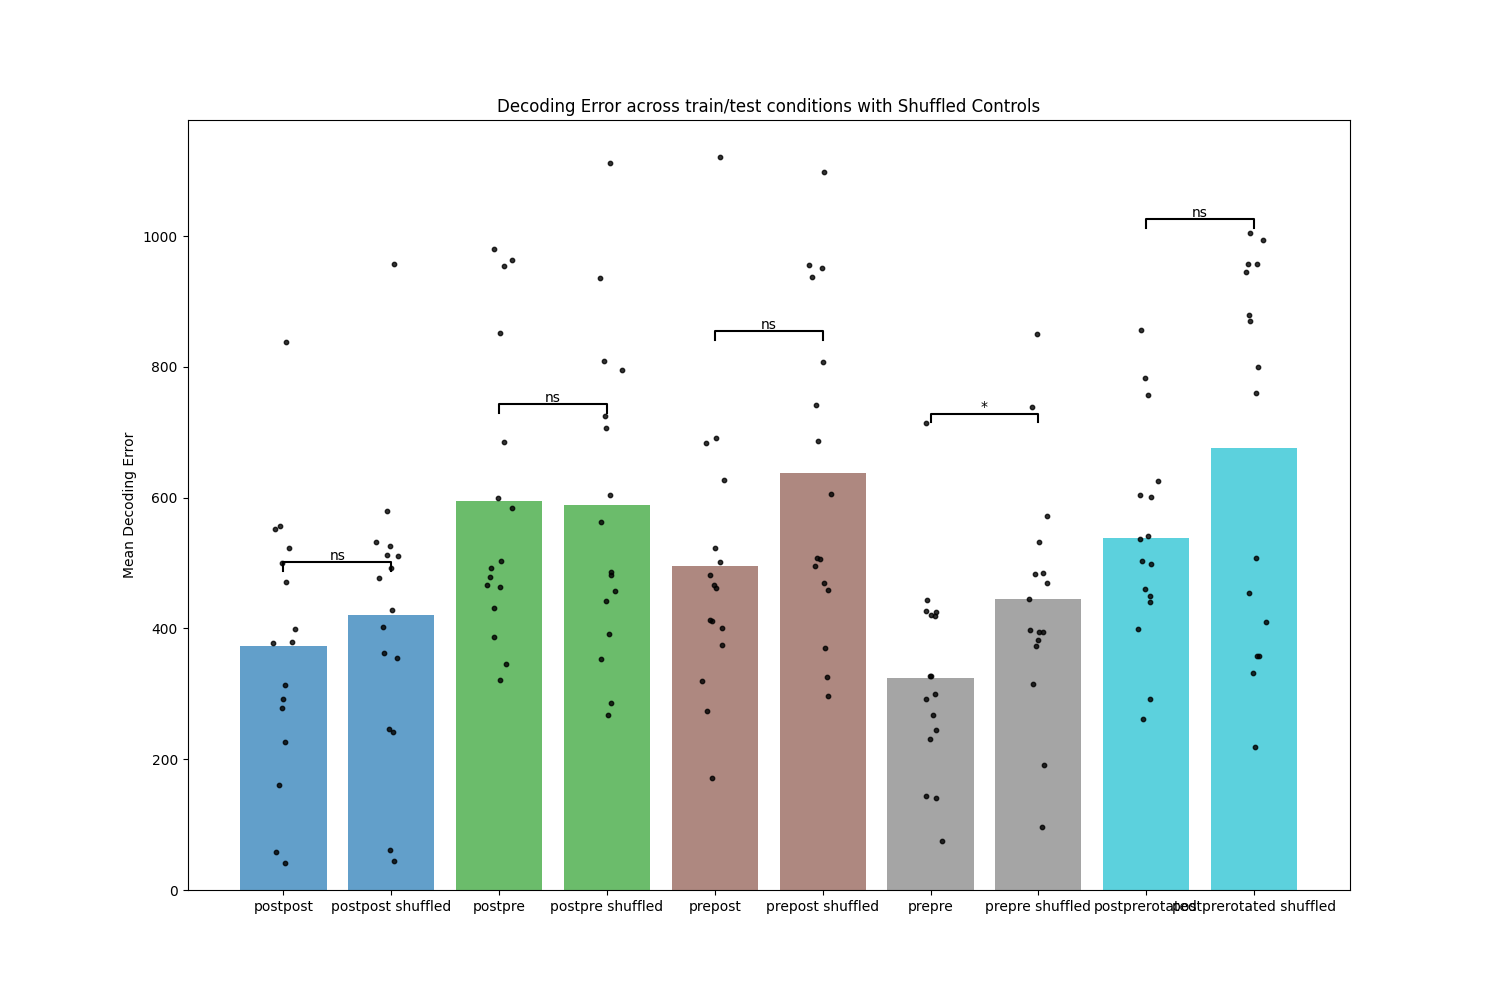 Decoding Error across train/test conditions with Shuffled Controls
Mean Decoding Error
1000
800
600
400
200
0
ns
ns
ns
*
ns
postpost
postpost shuffled
postpre
postpre shuffled
prepost
prepost shuffled
prepre
prepre shuffled
postprerotated
postprerotated shuffled